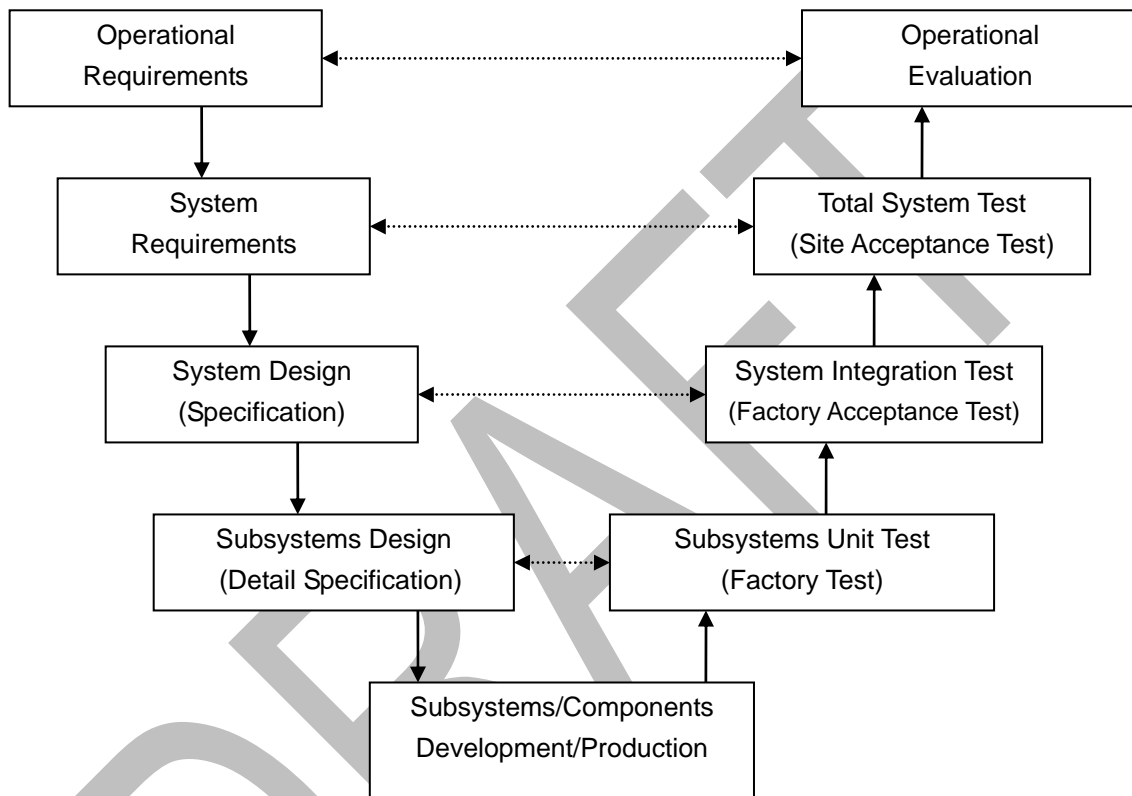 Operational
Requirements
Operational
Evaluation
System
Requirements
Total System Test
(Site Acceptance Test)
System Design
(Specification)
System Integration Test
(Factory Acceptance Test)
Subsystems Design
(Detail Specification)
Subsystems Unit Test
(Factory Test)
Subsystems/Components
Development/Production
DRAFT